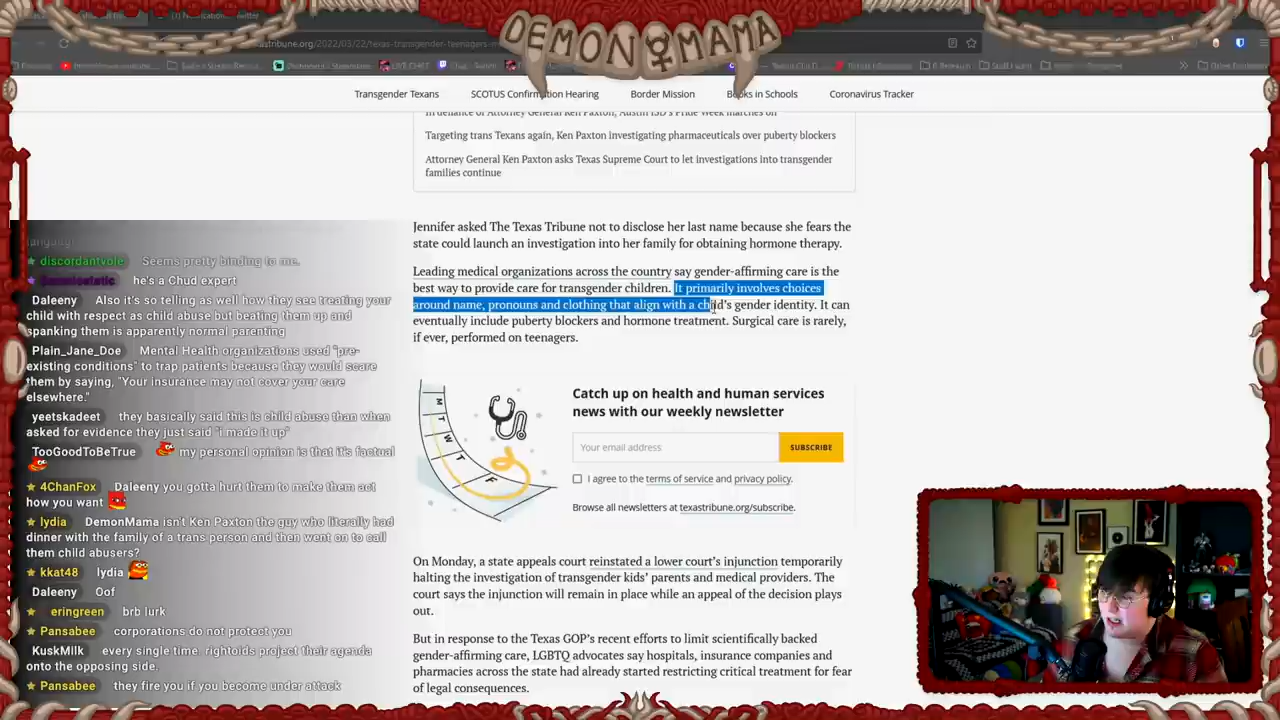 DEMON MAMA
Transgender Texans
SCOTUS Confirmation Hearing
Border Mission
Books in Schools
Coronavirus Tracker
In defiance of Attorney General Ken Paxton, Austin ISD's Pride Week marches on
Targeting trans Texans again, Ken Paxton investigating pharmaceuticals over puberty blockers
Attorney General Ken Paxton asks Texas Supreme Court to let investigations into transgender
families continue
Jennifer asked The Texas Tribune not to disclose her last name because she fears the
state could launch an investigation into her family for obtaining hormone therapy.
Leading medical organizations across the country say gender-affirming care is the
best way to provide care for transgender children. It primarily involves choices
around name, pronouns and clothing that align with a child's gender identity. It can
eventually include puberty blockers and hormone treatment. Surgical care is rarely,
if ever, performed on teenagers.
Catch up on health and human services
news with our weekly newsletter
Your email address
SUBSCRIBE
I agree to the terms of service and privacy policy.
Browse all newsletters at texastribune.org/subscribe.
M
T
W
T
F
On Monday, a state appeals court reinstated a lower court's injunction temporarily
halting the investigation of transgender kids' parents and medical providers. The
court says the injunction will remain in place while an appeal of the decision plays
out.
But in response to the Texas GOP's recent efforts to limit scientifically backed
gender-affirming care, LGBTQ advocates say hospitals, insurance companies and
pharmacies across the state had already started restricting critical treatment for fear
of legal consequences.
language
discordantvole Seems pretty binding to me.
he's a Chud expert
Daleeny Also it's so telling as well how they see treating your
child with respect as child abuse but beating them up and
spanking them is apparently normal parenting
Plain_Jane_Doe Mental Health organizations used "pre-
existing conditions" to trap patients because they would scare
them by saying, "Your insurance may not cover your care
elsewhere."
yeetskadeet they basically said this is child abuse than when
asked for evidence they just said "i made it up"
TooGoodToBeTrue my personal opinion is that it's factual
4ChanFox Daleeny you gotta hurt them to make them act
how you want
lydia DemonMama isn't Ken Paxton the guy who literally had
dinner with the family of a trans person and then went on to call
them child abusers?
kkat48 lydia
Daleeny Oof
eringreen brb lurk
Pansabee corporations do not protect you
KuskMilk every single time. rightoids project their agenda
onto the opposing side.
Pansabee they fire you if you become under attack